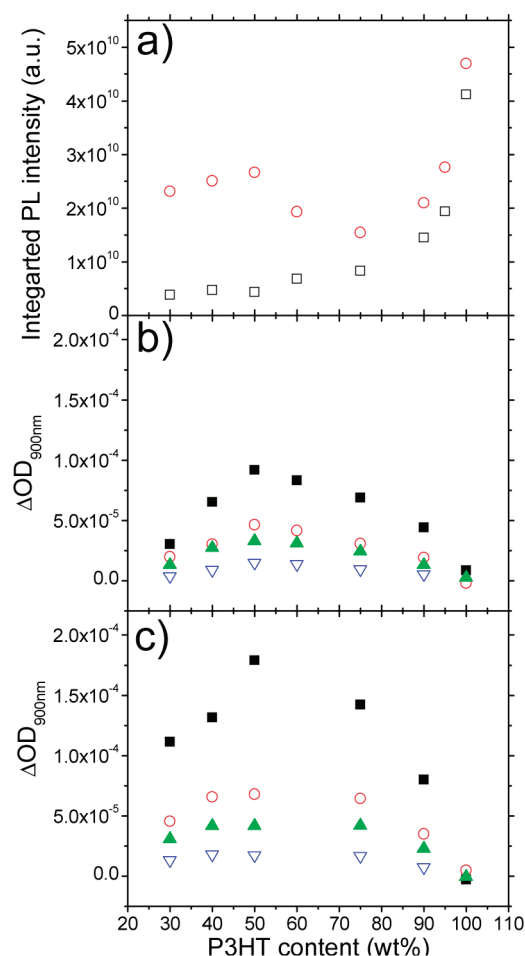 a)
5x10^10
4x10^10
3x10^10
2x10^10
1x10^10
0
Integarted PL intensity (a.u.)
b)
2.0x10^-4
1.5x10^-4
1.0x10^-4
5.0x10^-5
0.0
ΔOD_900nm
c)
2.0x10^-4
1.5x10^-4
1.0x10^-4
5.0x10^-5
0.0
ΔOD_900nm
20 30 40 50 60 70 80 90 100 110
P3HT content (wt%)